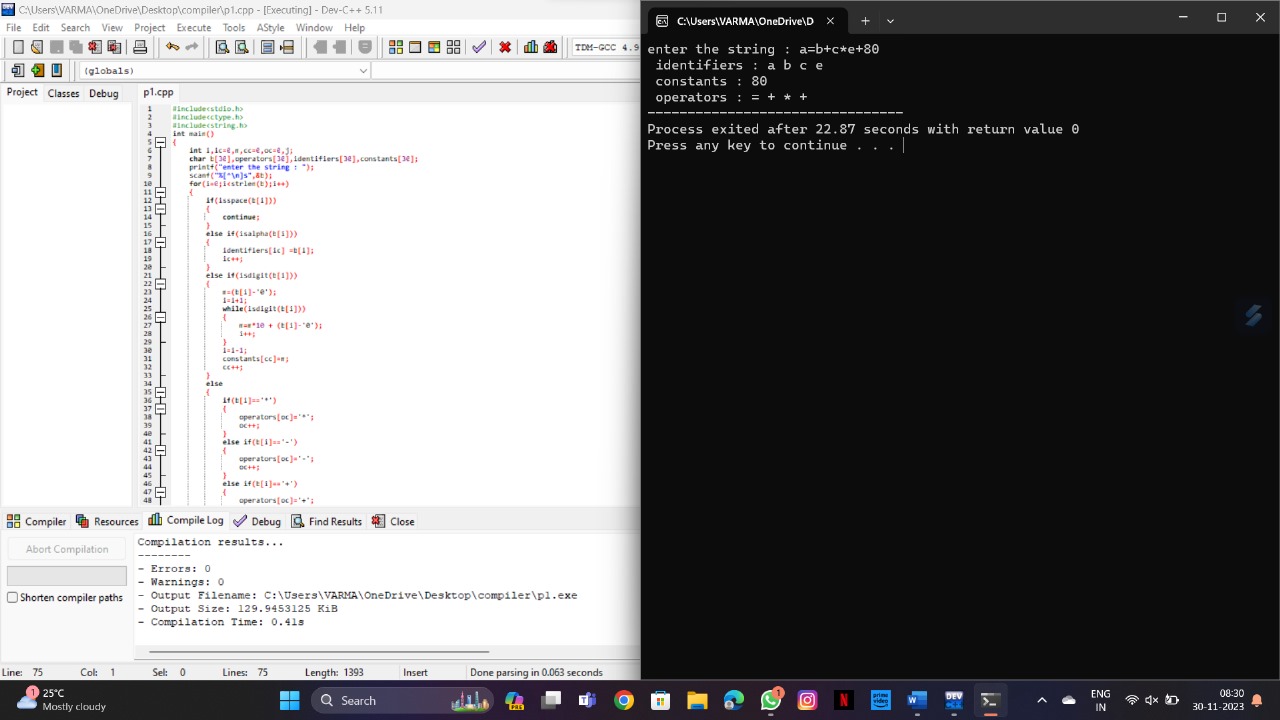 C:\Users\VARMA\OneDrive\Desktop\compiler\p1.cpp - [Executing] - Dev-C++ 5.11
File Edit Search View Project Execute Tools AStyle Window Help
TDM-GCC 4.9
(globals)
Project Classes Debug
p1.cpp
1 #include<stdio.h>
2 #include<ctype.h>
3 #include<string.h>
4 int main()
5 {
6 int i,ic=0,m,cc=0,oc=0,j;
7 char b[30],operators[30],identifiers[30],constants[30];
8 printf("enter the string : ");
9 scanf("%[^\n]s",&b);
10 for(i=0;i<strlen(b);i++)
11 {
12 if(isspace(b[i]))
13 {
14 continue;
15 }
16 else if(isalpha(b[i]))
17 {
18 identifiers[ic] =b[i];
19 ic++;
20 }
21 else if(isdigit(b[i]))
22 {
23 m=(b[i]-'0');
24 i=i+1;
25 while(isdigit(b[i]))
26 {
27 m=m*10 + (b[i]-'0');
28 i++;
29 }
30 i=i-1;
31 constants[cc]=m;
32 cc++;
33 }
34 else
35 {
36 if(b[i]=='*')
37 {
38 operators[oc]='*';
39 oc++;
40 }
41 else if(b[i]=='-')
42 {
43 operators[oc]='-';
44 oc++;
45 }
46 else if(b[i]=='+')
47 {
48 operators[oc]='+';
Compiler Resources Compile Log Debug Find Results Close
Abort Compilation
Shorten compiler paths
Compilation results...
--------
- Errors: 0
- Warnings: 0
- Output Filename: C:\Users\VARMA\OneDrive\Desktop\compiler\p1.exe
- Output Size: 129.9453125 KiB
- Compilation Time: 0.41s
Line: 75 Col: 1 Sel: 0 Lines: 75 Length: 1393 Insert Done parsing in 0.063 seconds
C:\Users\VARMA\OneDrive\D
enter the string : a=b+c*e+80
identifiers : a b c e
constants : 80
operators : = + * +
--------------------------------
Process exited after 22.87 seconds with return value 0
Press any key to continue . . .
1
25°C
Mostly cloudy
Search
PRE
prime video
1
N
W
DEV
ENG
IN
08:30
30-11-2023